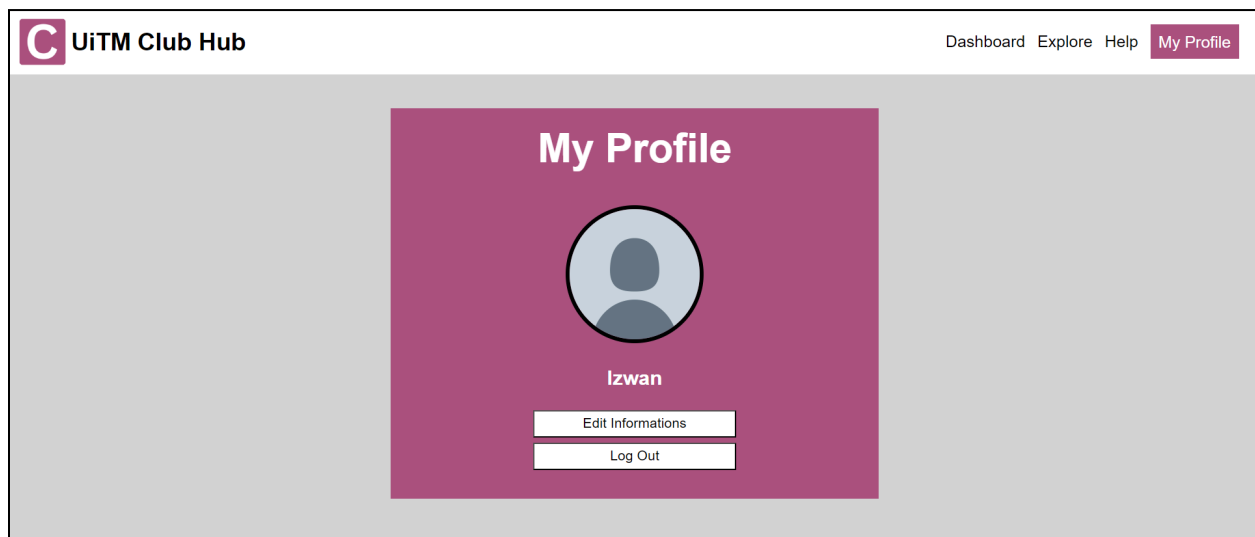 C UiTM Club Hub
Dashboard Explore Help My Profile
My Profile
Izwan
Edit Informations
Log Out